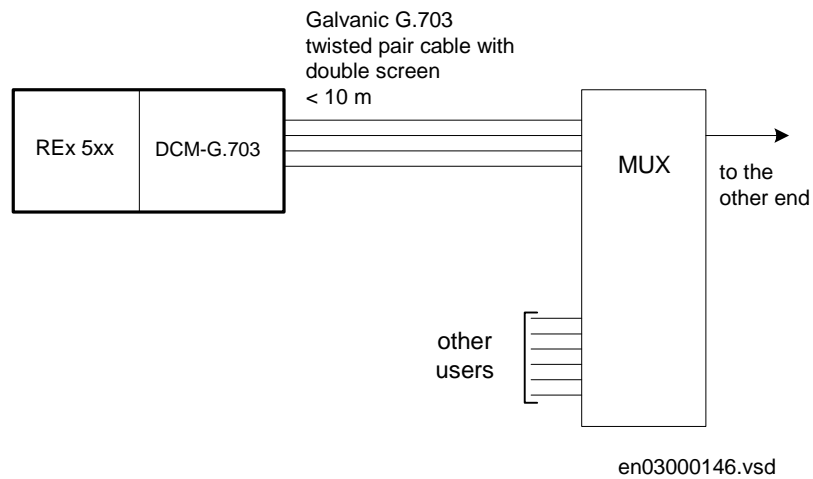 Galvanic G.703
twisted pair cable with
double screen
< 10 m
REx 5xx
DCM-G.703
MUX
to the
other end
other
users
en03000146.vsd